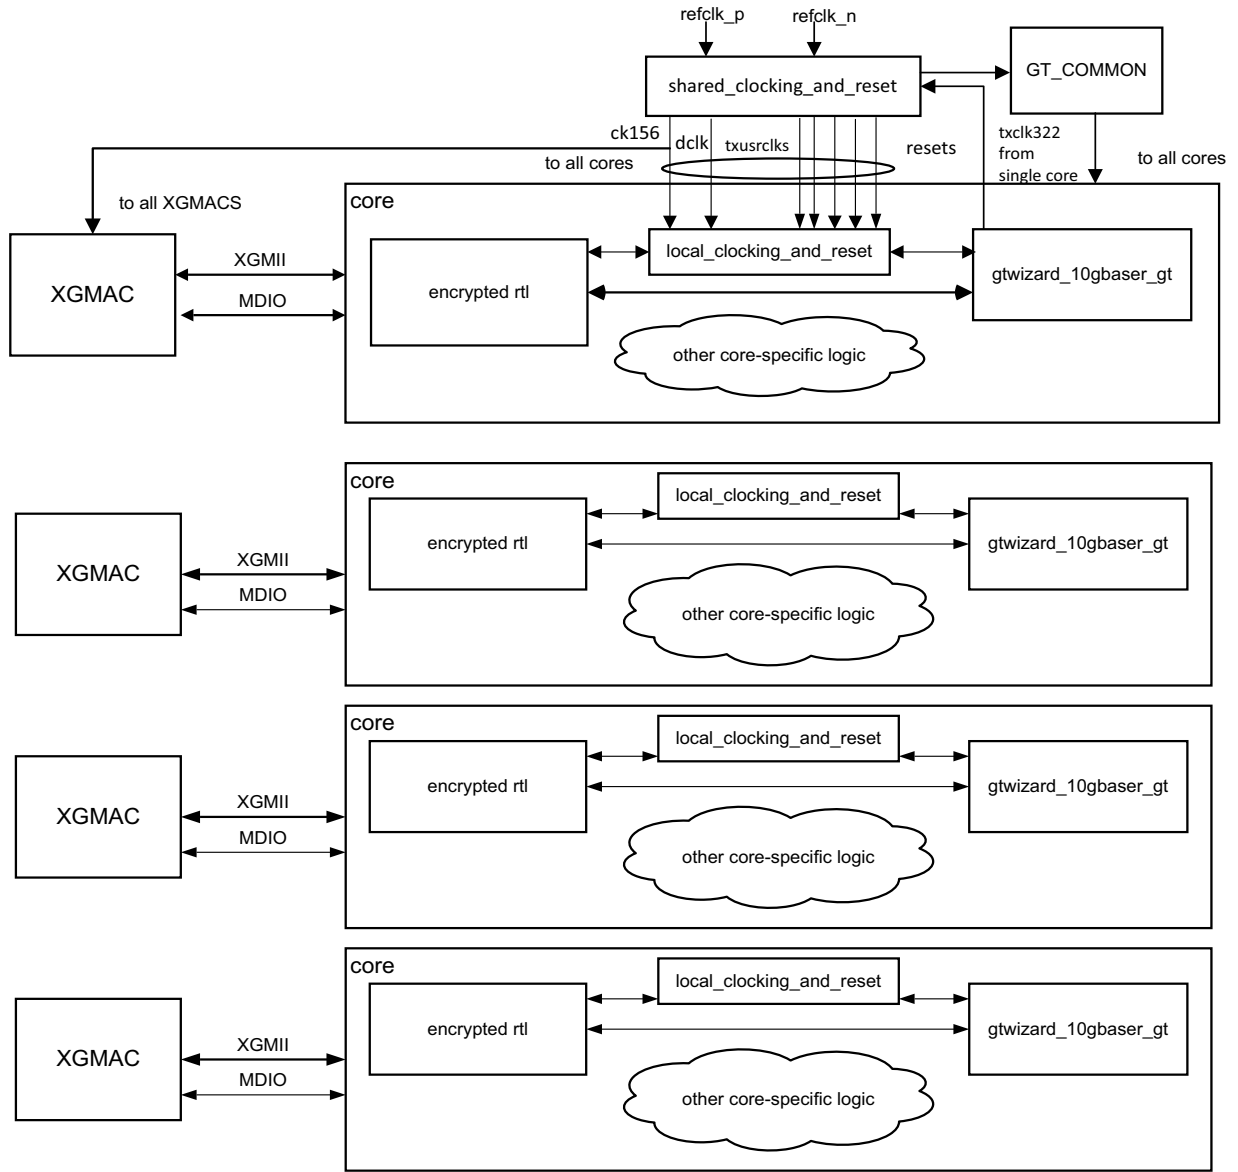 refclk_p
refclk_n
GT_COMMON
shared_clocking_and_reset
ck156
dclk
txusrclks
resets
txclk322
from
single core
to all cores
to all cores
to all XGMACS
core
XGMAC
XGMII
MDIO
encrypted rtl
local_clocking_and_reset
gtwizard_10gbaser_gt
other core-specific logic
core
XGMAC
XGMII
MDIO
encrypted rtl
local_clocking_and_reset
gtwizard_10gbaser_gt
other core-specific logic
core
XGMAC
XGMII
MDIO
encrypted rtl
local_clocking_and_reset
gtwizard_10gbaser_gt
other core-specific logic
core
XGMAC
XGMII
MDIO
encrypted rtl
local_clocking_and_reset
gtwizard_10gbaser_gt
other core-specific logic